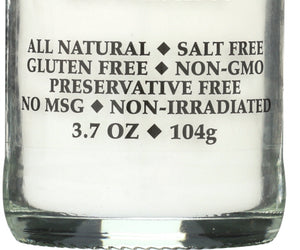 ALL NATURAL ◆ SALT FREE
GLUTEN FREE ◆ NON-GMO
PRESERVATIVE FREE
NO MSG ◆ NON-IRRADIATED
3.7 OZ ◆ 104g